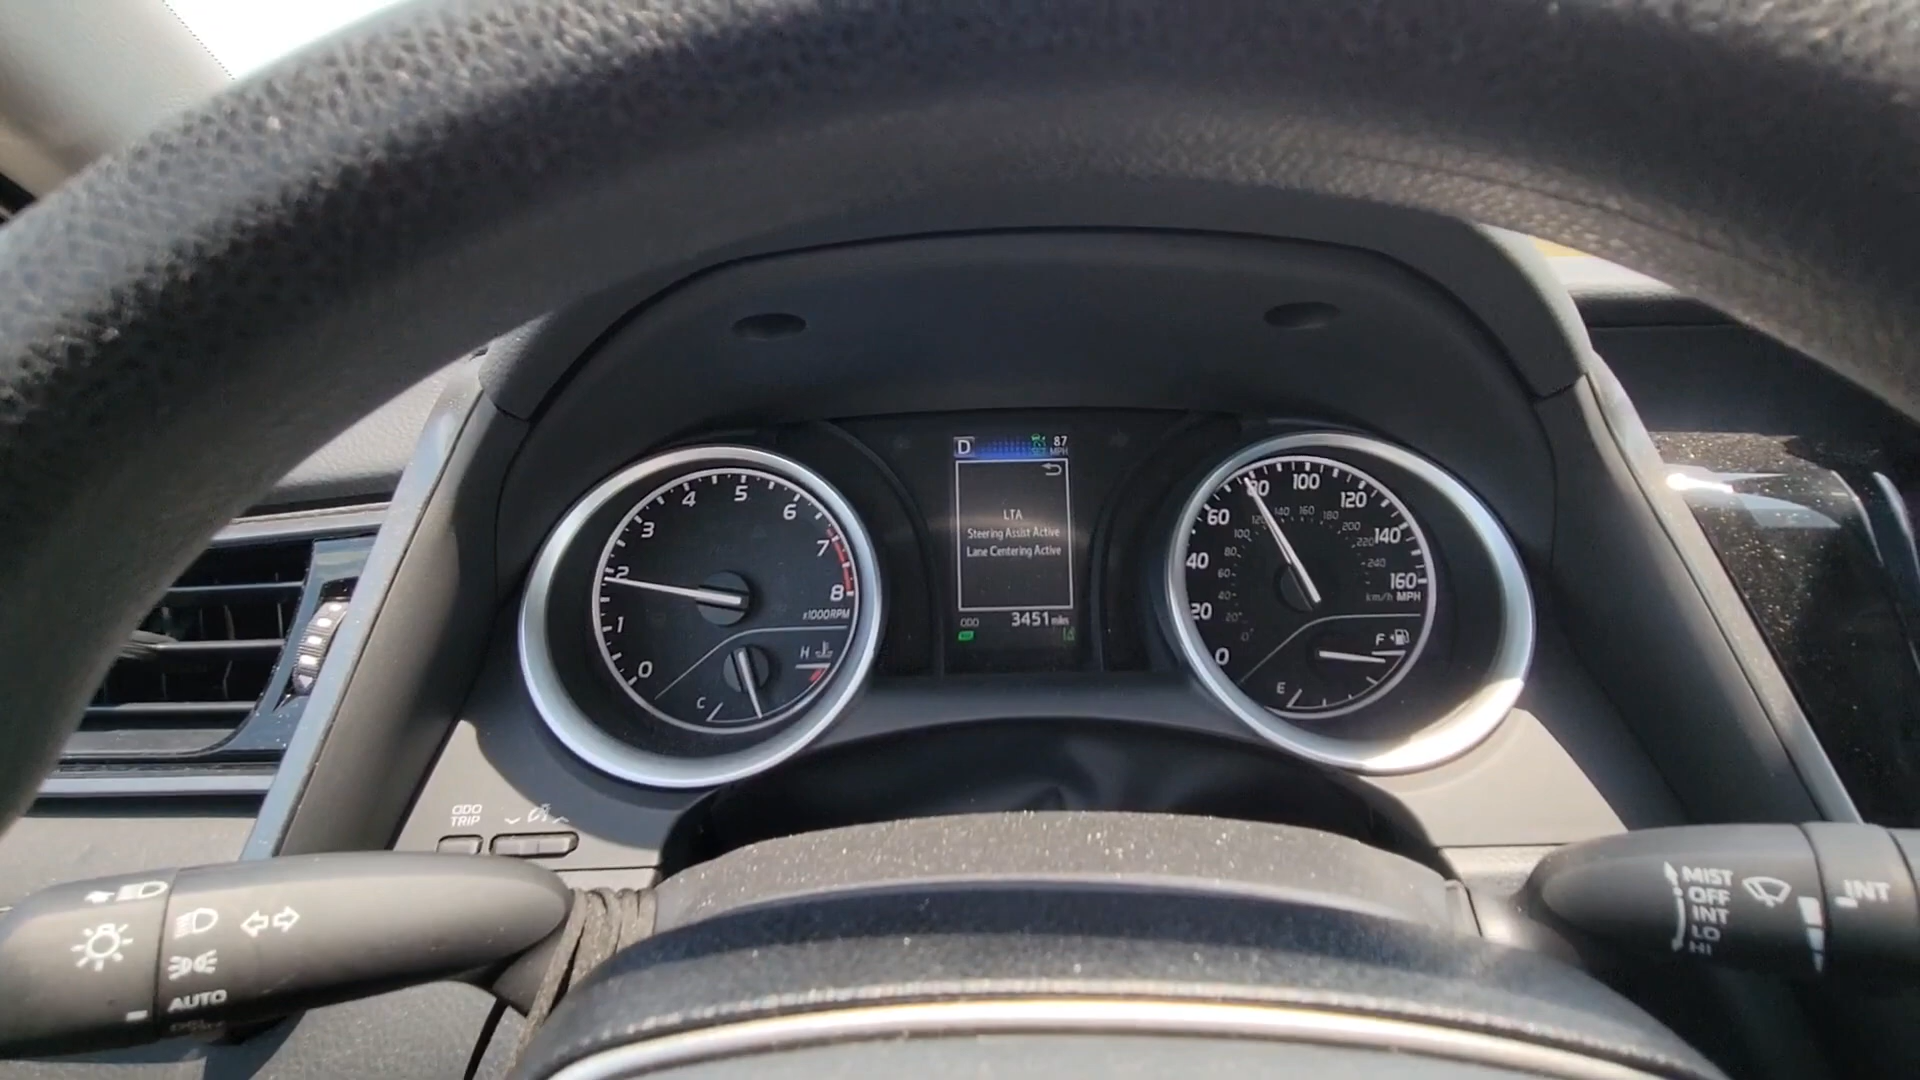 D 87
MPH
LTA
Steering Assist Active
Lane Centering Active
ODO 3451 miles
0 1 2 3 4 5 6 7 8
x1000RPM
C H
0 20 40 60 80 100 120 140 160
km/h MPH
0 20 40 60 80 100 120 140 160 180 200 220 240
E F
ODO
TRIP
AUTO
MIST
OFF
INT
LO
HI
INT